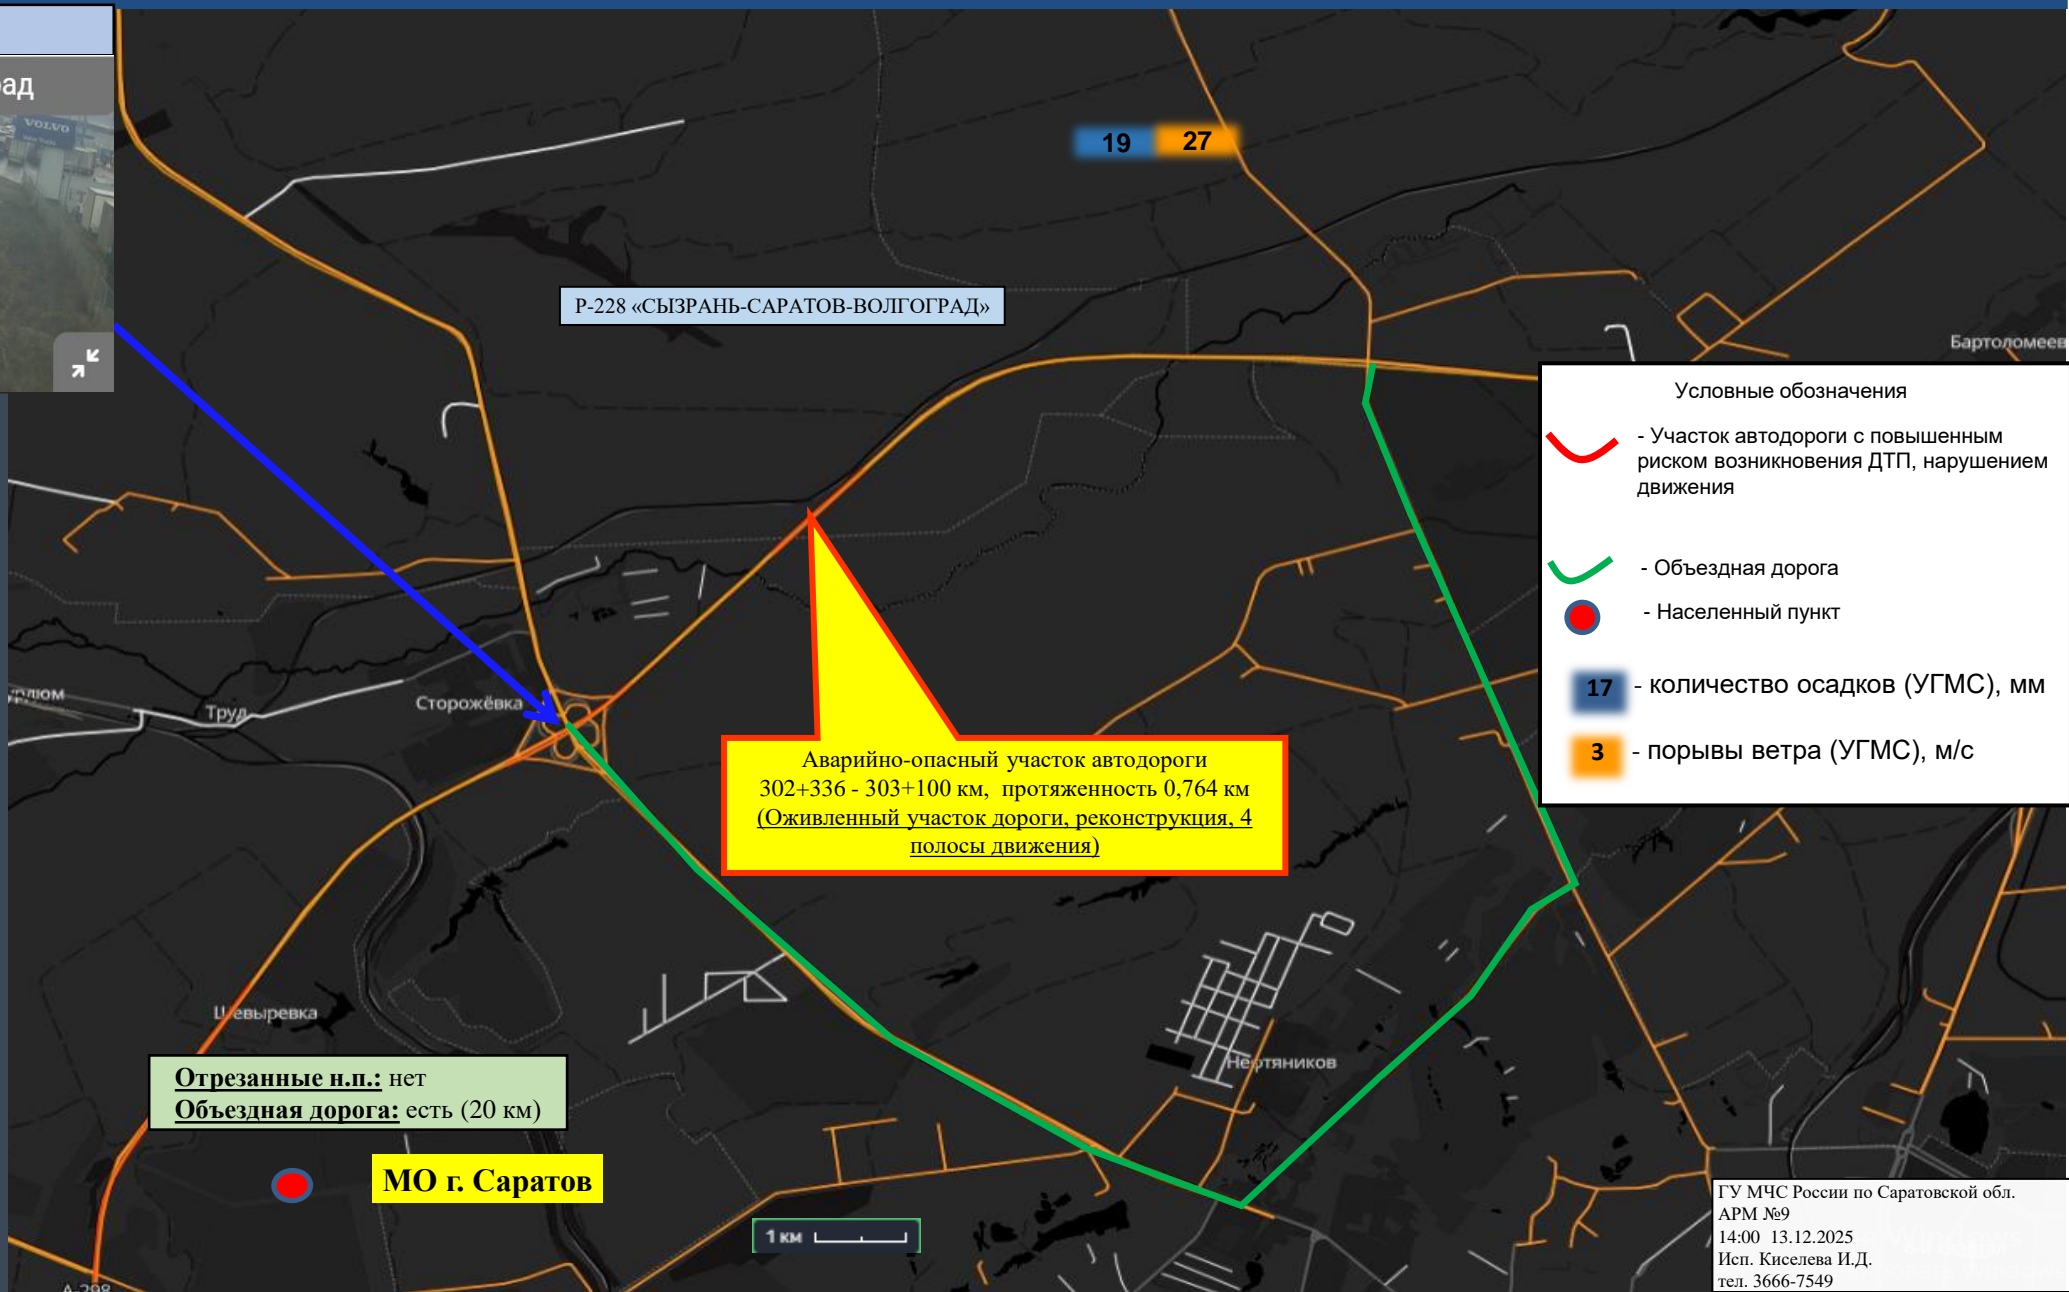 VOLVO
19 27
Р-228 «СЫЗРАНЬ-САРАТОВ-ВОЛГОГРАД»
Условные обозначения
- Участок автодороги с повышенным
риском возникновения ДТП, нарушением
движения
- Объездная дорога
- Населенный пункт
17 - количество осадков (УГМС), мм
3 - порывы ветра (УГМС), м/с
Сторожёвка
Труд
Аварийно-опасный участок автодороги
302+336 - 303+100 км, протяженность 0,764 км
(Оживленный участок дороги, реконструкция, 4
полосы движения)
Шевыревка
Отрезанные н.п.: нет
Объездная дорога: есть (20 км)
МО г. Саратов
1 км
ГУ МЧС России по Саратовской обл.
АРМ №9
14:00 13.12.2025
Исп. Киселева И.Д.
тел. 3666-7549